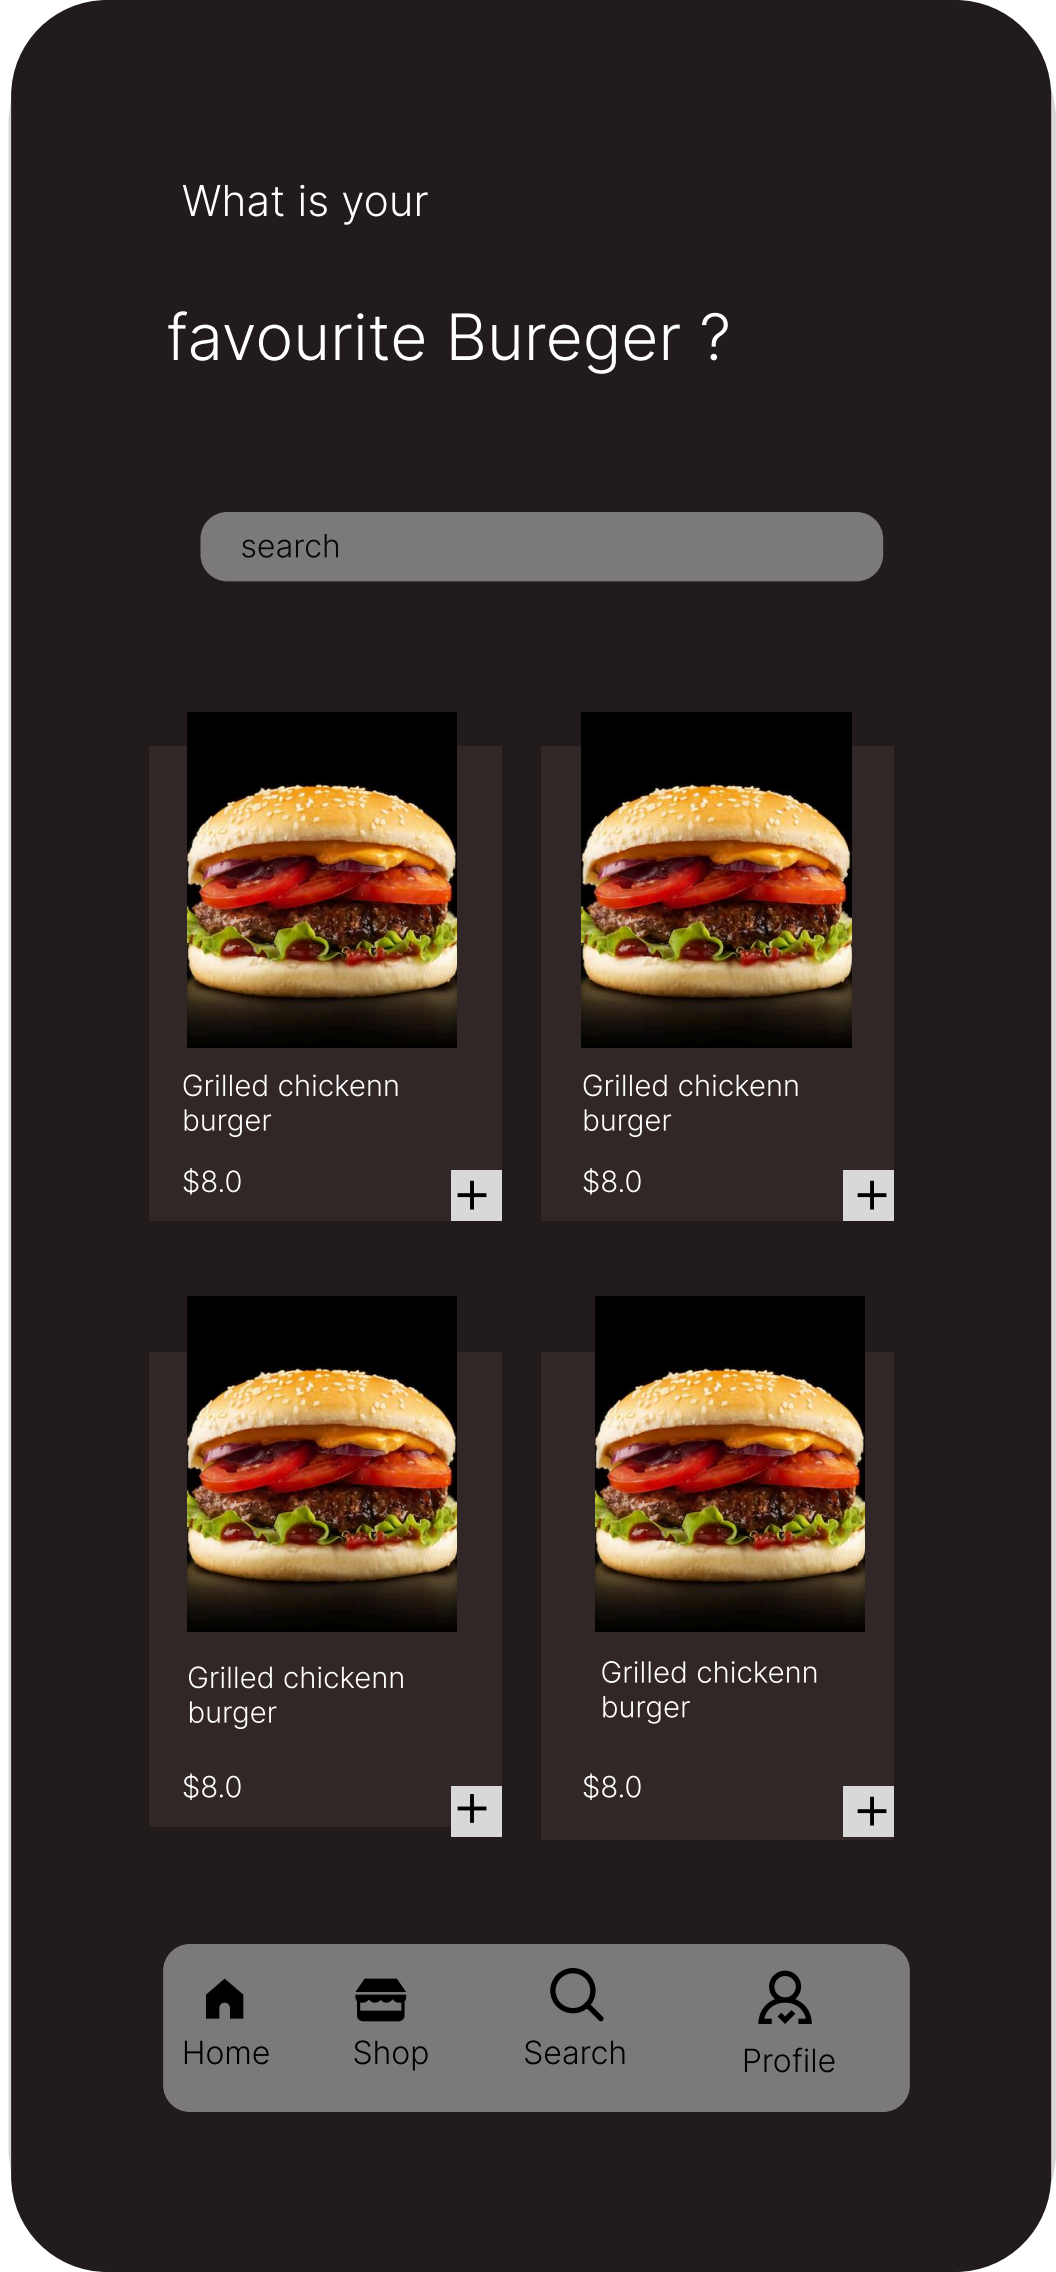 What is your
favourite Bureger ?
search
Grilled chickenn
burger
$8.0
Grilled chickenn
burger
$8.0
Grilled chickenn
burger
$8.0
Grilled chickenn
burger
$8.0
Home
Shop
Search
Profile